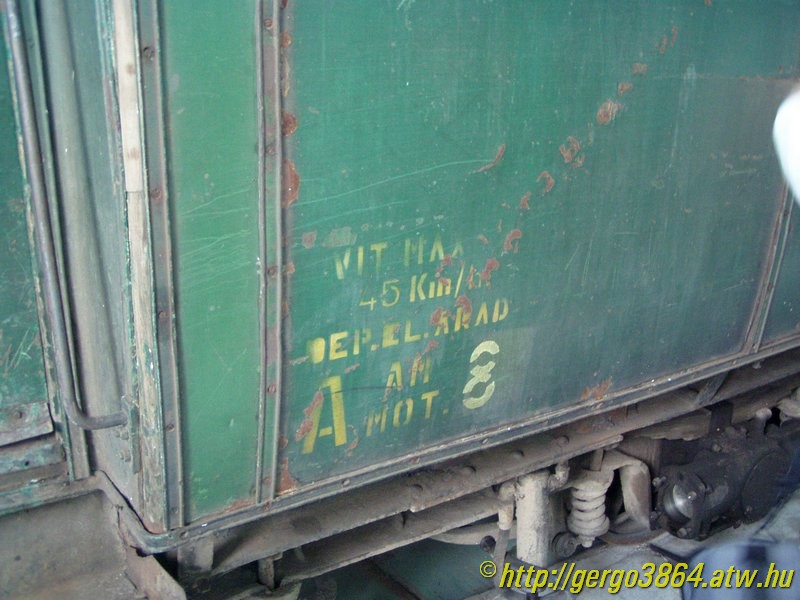 VIT MAX
45 Km/h
DEP.EL.ARAD
A AM 8
MOT.
©http://gergo3864.atw.hu